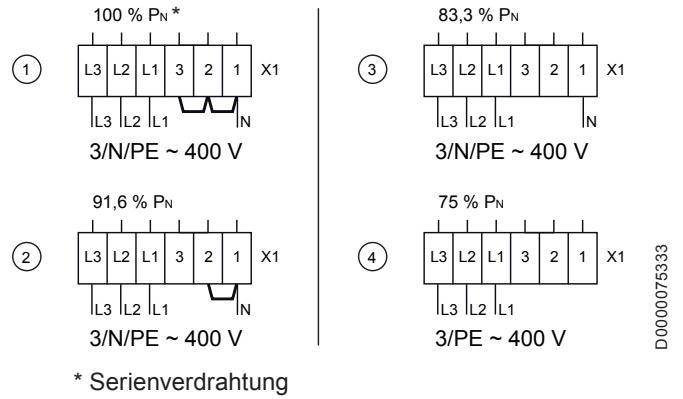 100 % PN *
1
L3 L2 L1 3 2 1 X1
L3 L2 L1 N
3/N/PE ~ 400 V
91,6 % PN
2
L3 L2 L1 3 2 1 X1
L3 L2 L1 N
3/N/PE ~ 400 V
83,3 % PN
3
L3 L2 L1 3 2 1 X1
L3 L2 L1 N
3/N/PE ~ 400 V
75 % PN
4
L3 L2 L1 3 2 1 X1
L3 L2 L1
3/PE ~ 400 V
* Serienverdrahtung
D0000075333